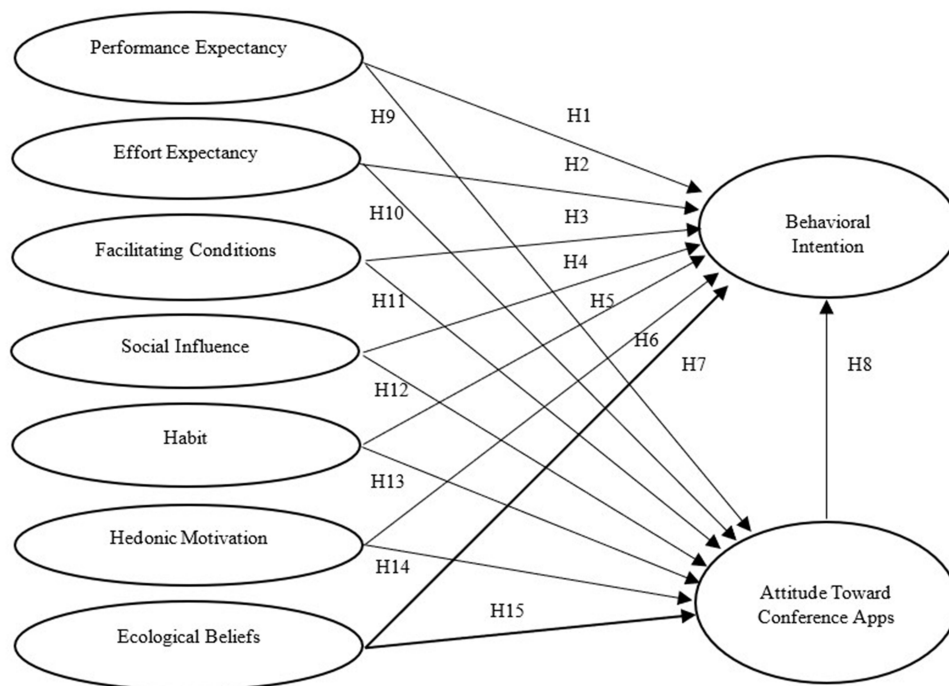 Performance Expectancy
H9
H1
Effort Expectancy
H2
H10
H3
Facilitating Conditions
Behavioral
Intention
H4
H11
H5
H6
Social Influence
H7
H8
H12
Habit
H13
Hedonic Motivation
H14
Attitude Toward
Conference Apps
H15
Ecological Beliefs